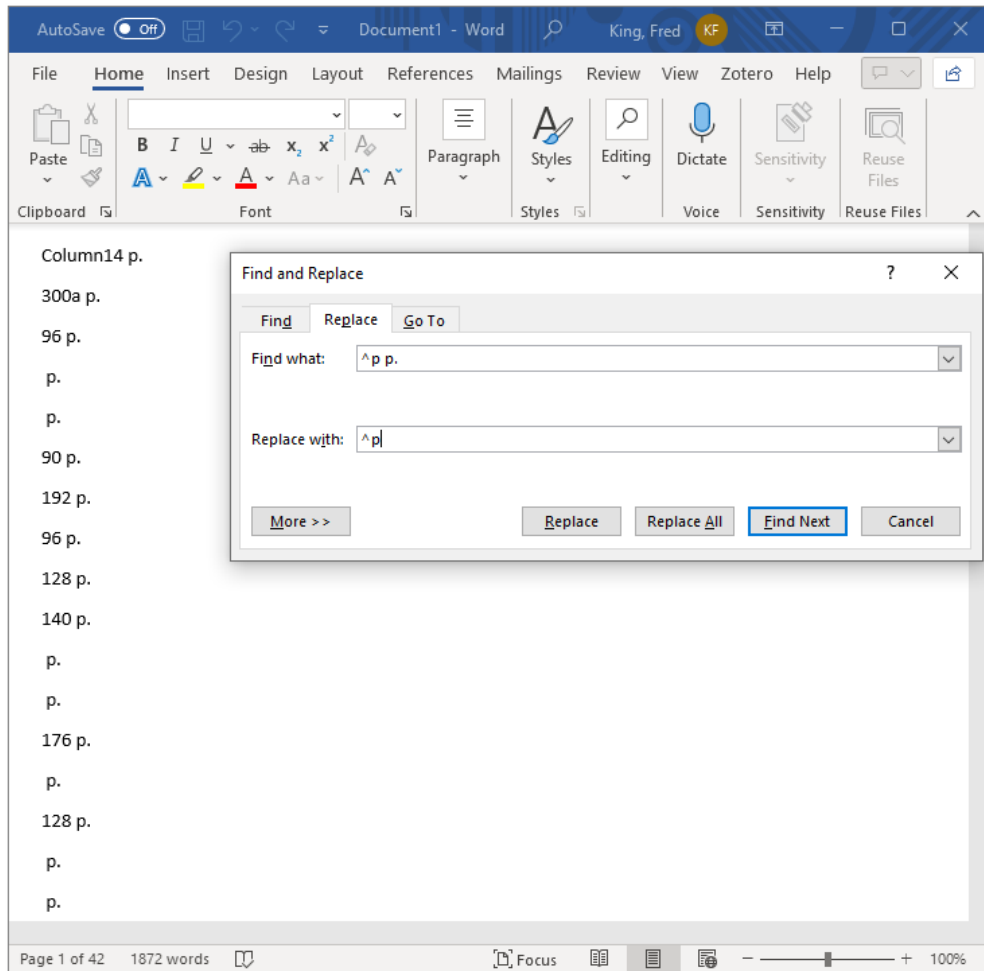 AutoSave Off Document1 - Word King, Fred KF
File Home Insert Design Layout References Mailings Review View Zotero Help
Paste B I U ab x₂ x² A Paragraph Styles Editing Dictate Sensitivity Reuse Files
A A Aa A^ Aˇ
Clipboard Font Styles Voice Sensitivity Reuse Files
Column14 p.
300a p.
96 p.
p.
p.
90 p.
192 p.
96 p.
128 p.
140 p.
p.
p.
176 p.
p.
128 p.
p.
p.
Find and Replace ?
Find Replace Go To
Find what: ^p p.
Replace with: ^p
More >> Replace Replace All Find Next Cancel
Page 1 of 42 1872 words Focus 100%